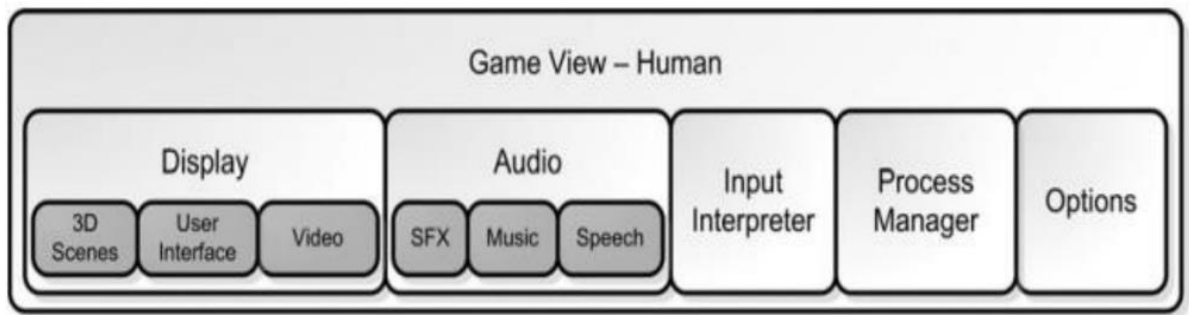 Game View – Human
Display
3D
Scenes
User
Interface
Video
Audio
SFX
Music
Speech
Input
Interpreter
Process
Manager
Options